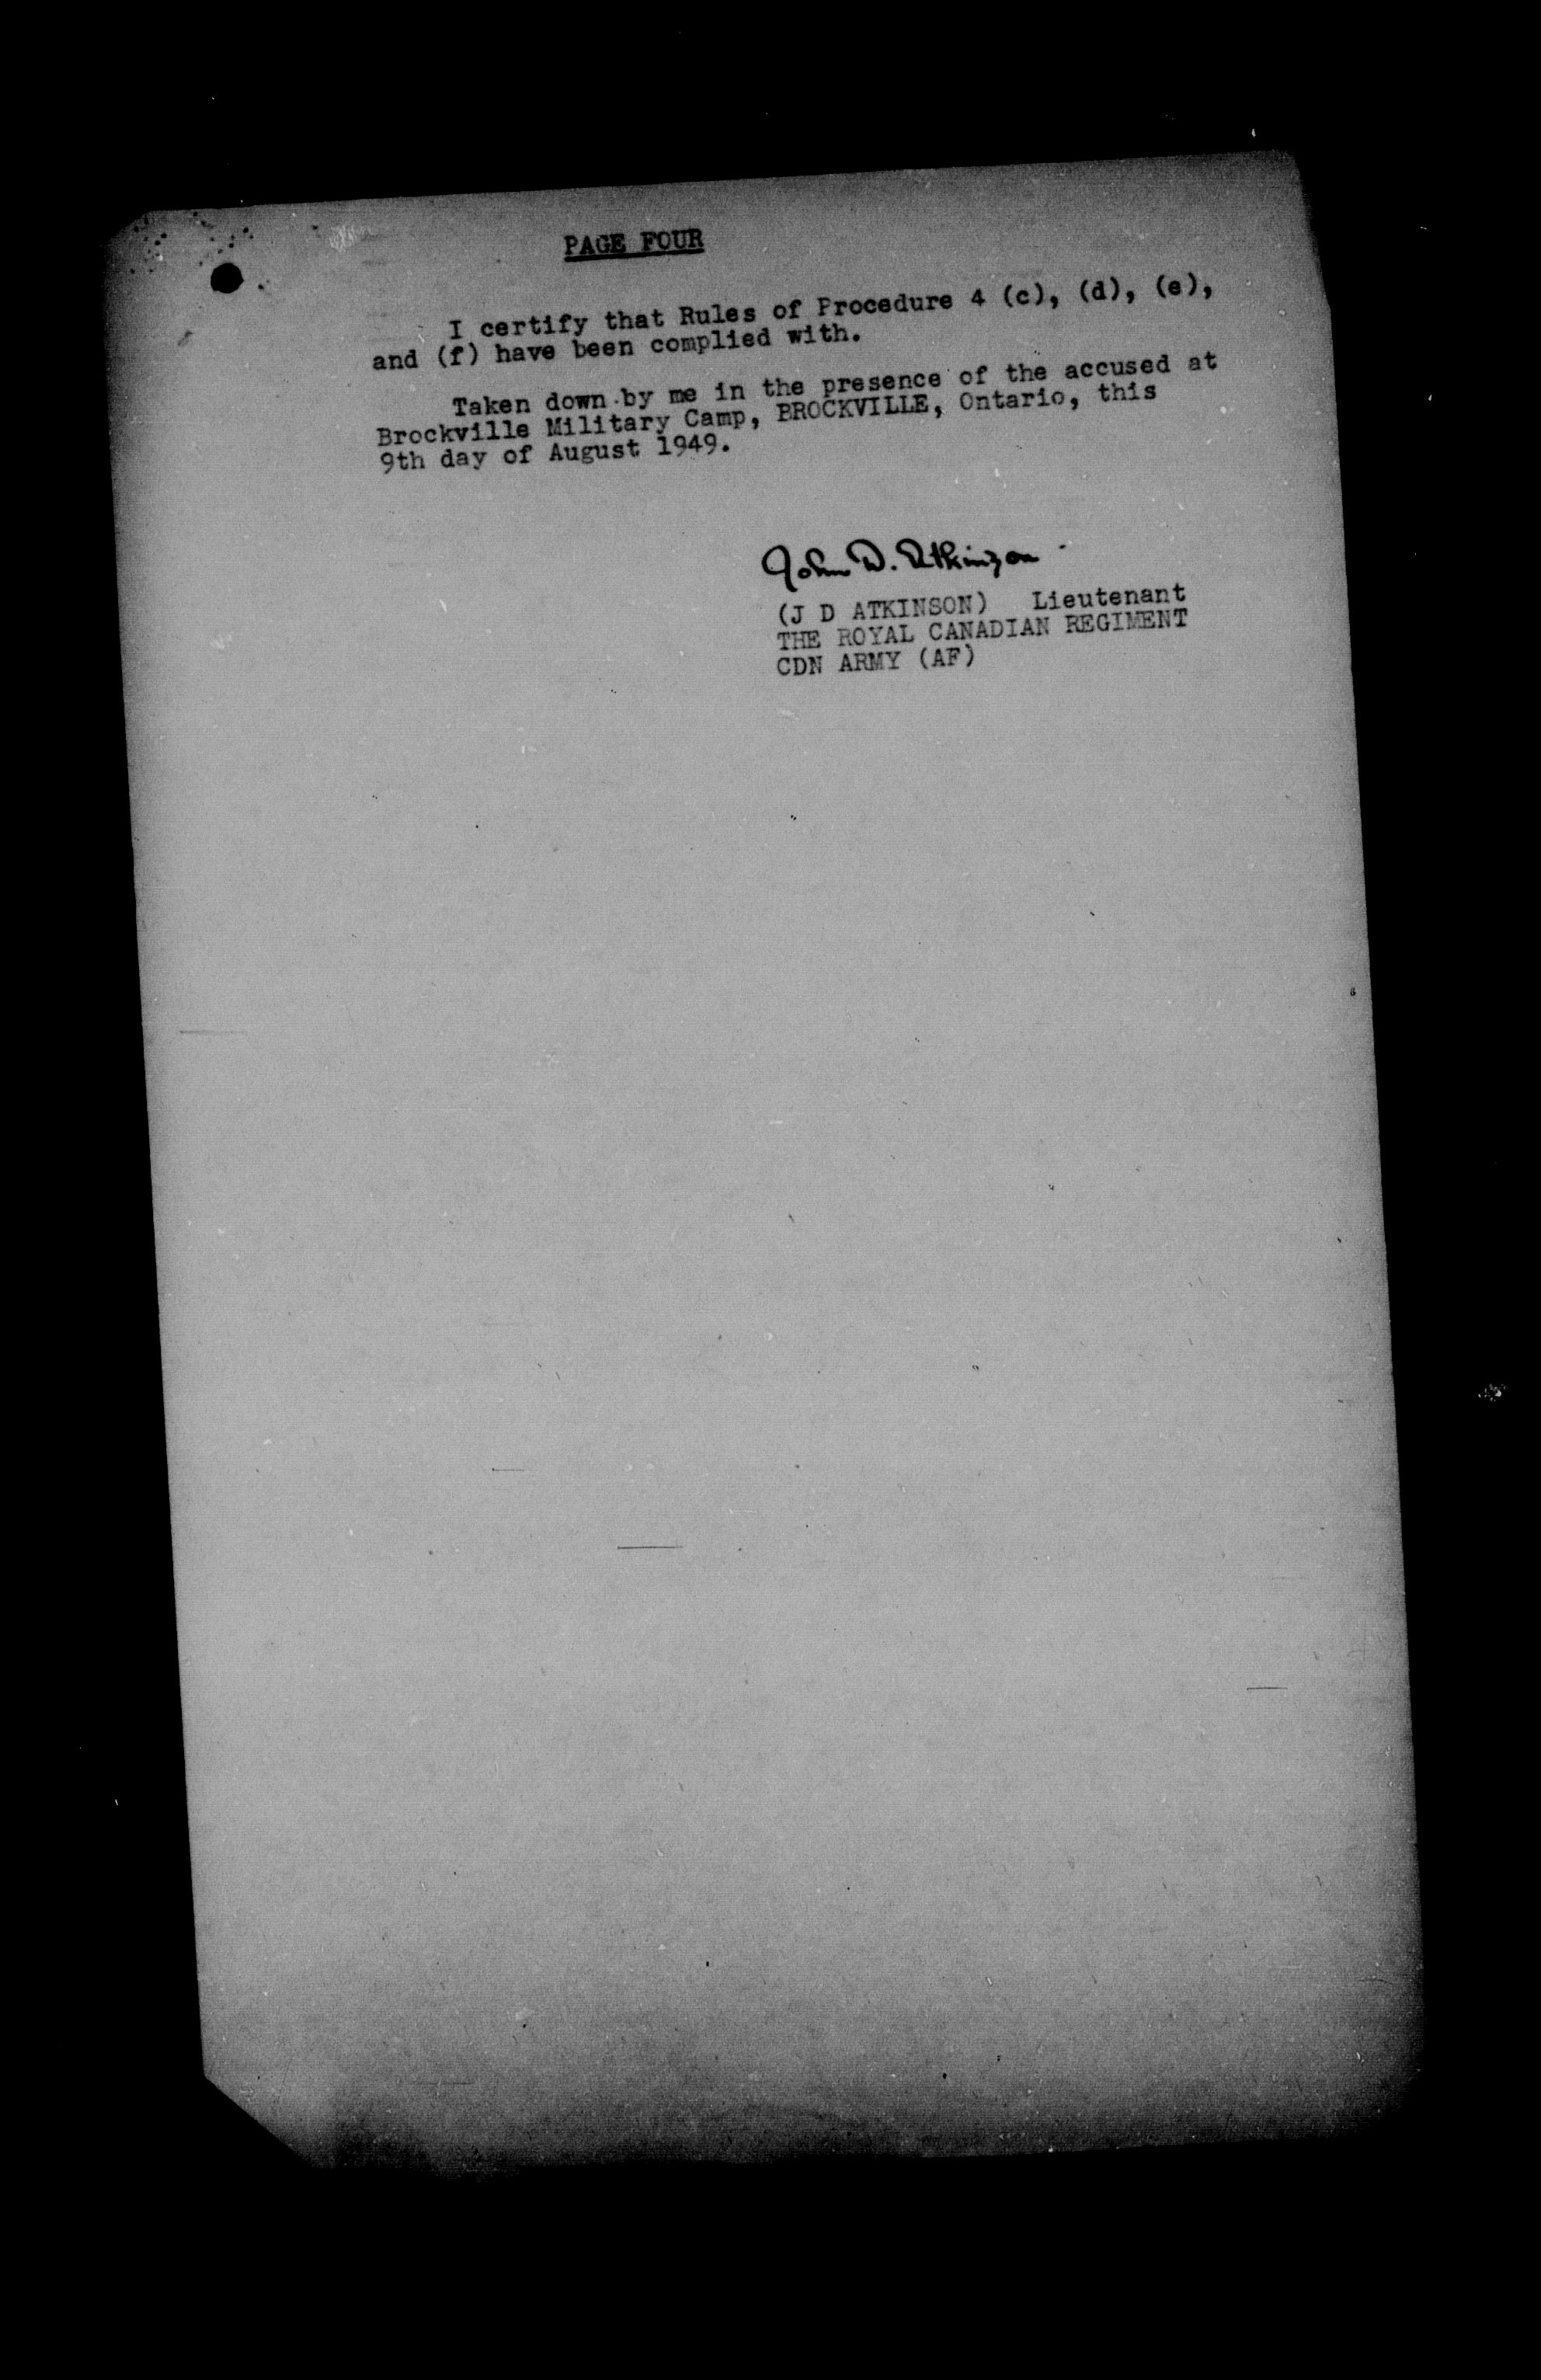 PAGE FOUR
I certify that Rules of Procedure 4 (c), (d), (e),
and (f) have been complied with.
Taken down by me in the presence of the accused at
Brockville Military Camp, BROCKVILLE, Ontario, this
9th day of August 1949.
John D. Atkinson
(J D ATKINSON) Lieutenant
THE ROYAL CANADIAN REGIMENT
CDN ARMY (AF)